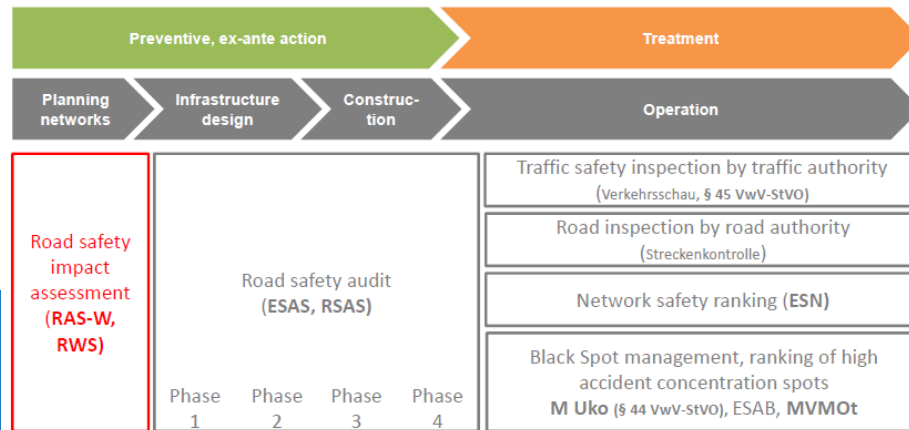 Preventive, ex-ante action
Treatment
Planning
networks
Infrastructure
design
Construc-
tion
Operation
Road safety
impact
assessment
(RAS-W,
RWS)
Road safety audit
(ESAS, RSAS)
Phase
1
Phase
2
Phase
3
Phase
4
Traffic safety inspection by traffic authority
(Verkehrsschau, § 45 VwV-StVO)
Road inspection by road authority
(Streckenkontrolle)
Network safety ranking (ESN)
Black Spot management, ranking of high
accident concentration spots
M Uko (§ 44 VwV-StVO), ESAB, MVMOt